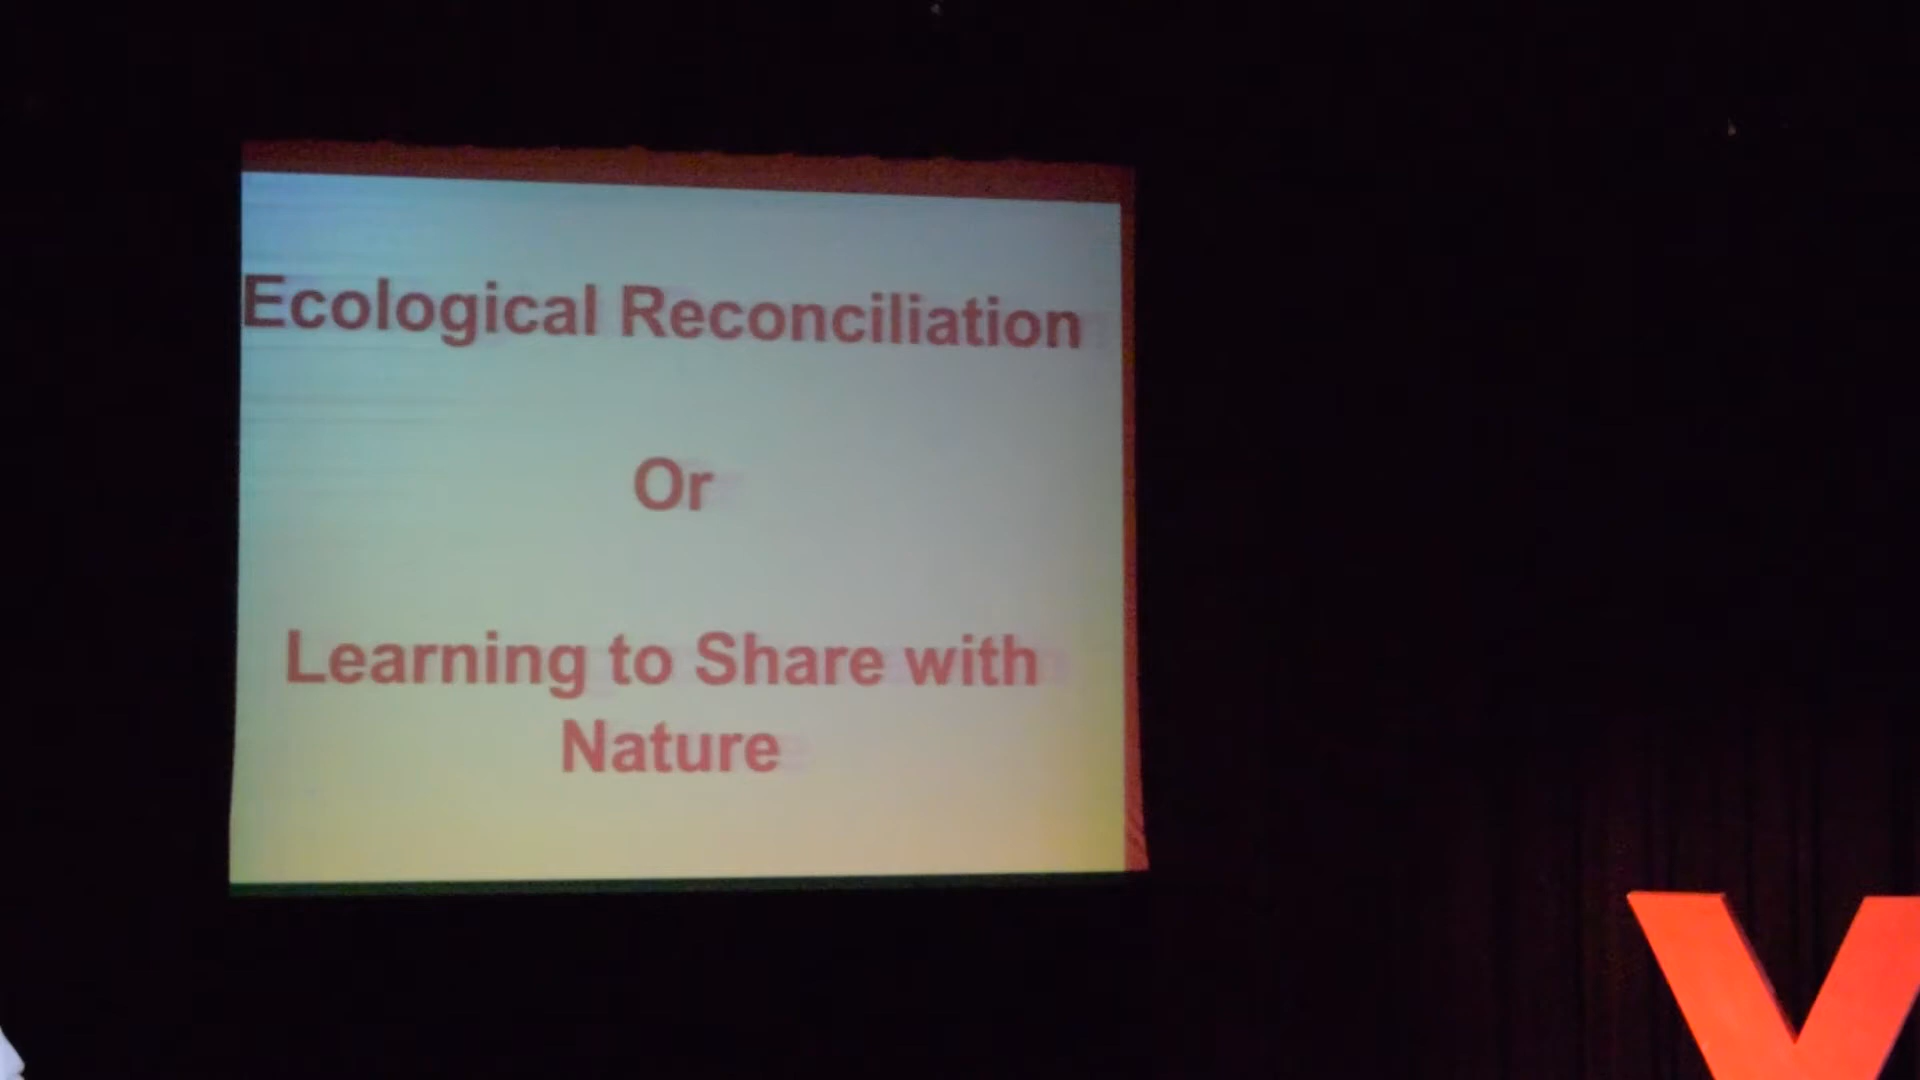 Ecological Reconciliation
Or
Learning to Share with
Nature